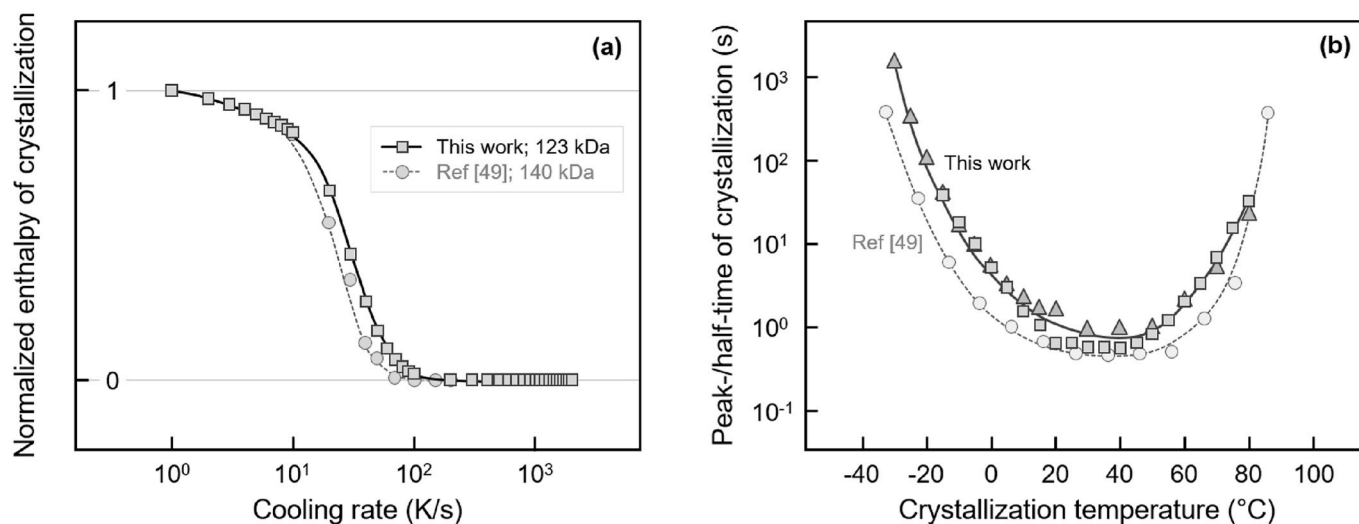 Normalized enthalpy of crystallization
(a)
1
This work; 123 kDa
Ref [49]; 140 kDa
0
10⁰ 10¹ 10² 10³
Cooling rate (K/s)
Peak-/half-time of crystallization (s)
(b)
10³
10²
This work
10¹
Ref [49]
10⁰
10⁻¹
-40 -20 0 20 40 60 80 100
Crystallization temperature (°C)